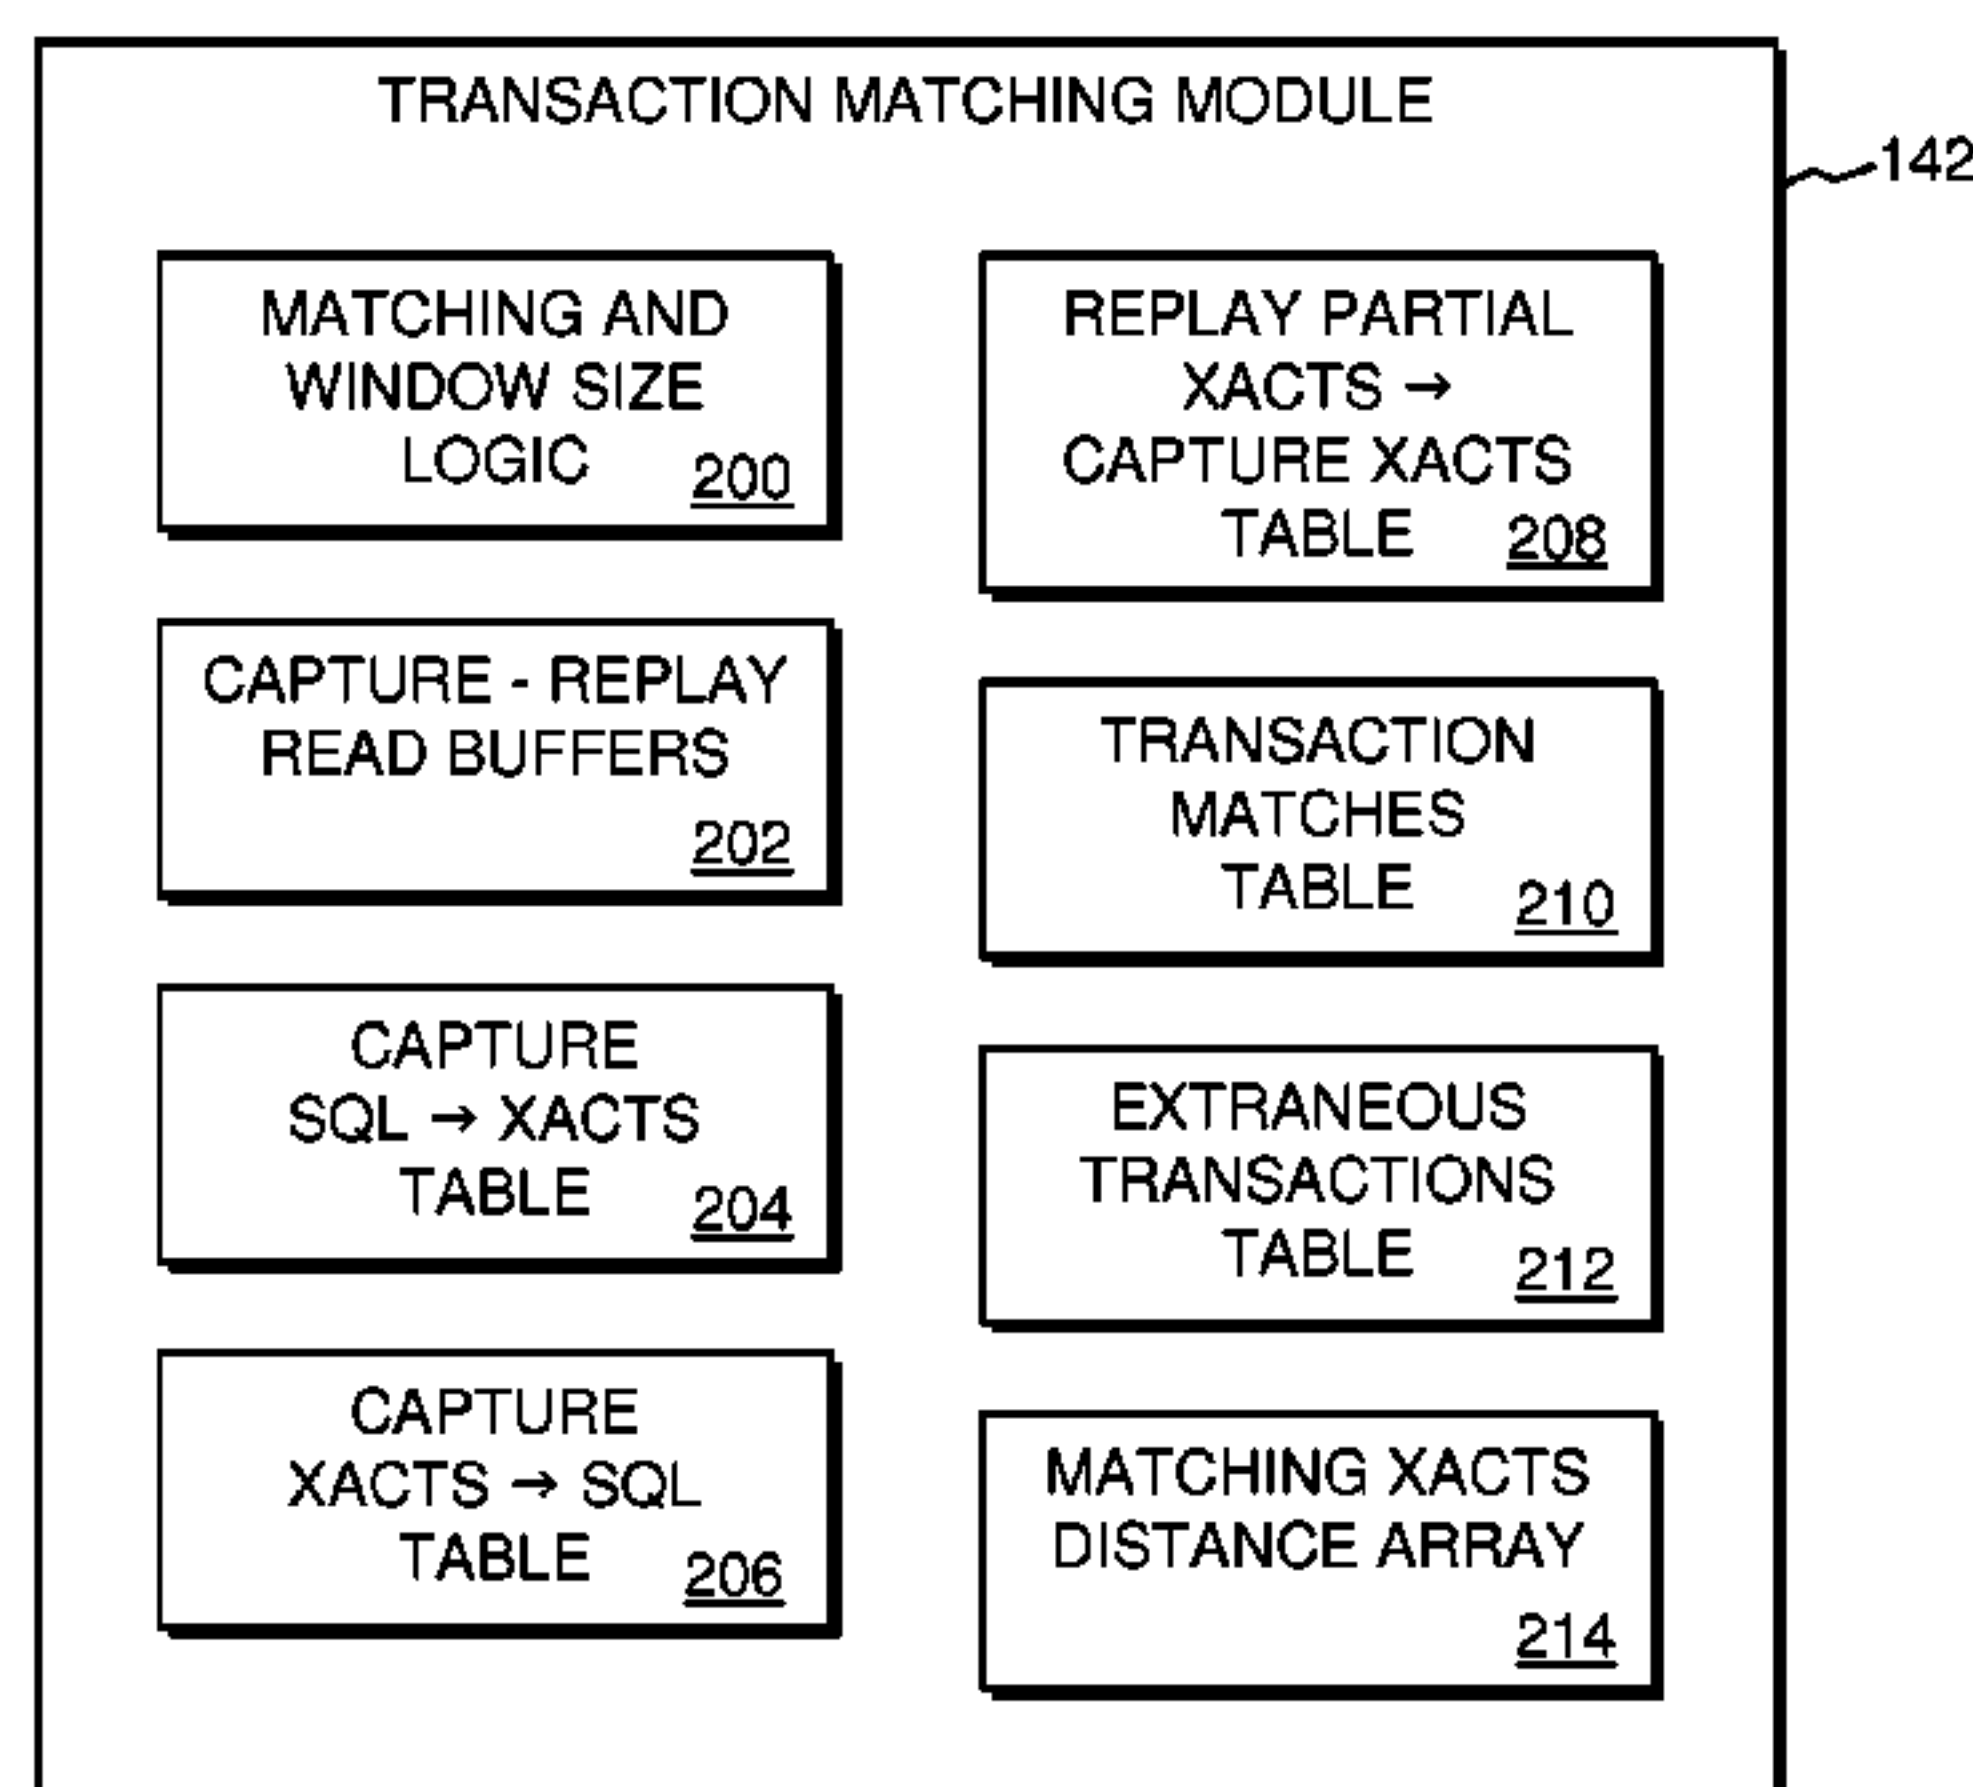 TRANSACTION MATCHING MODULE
142
MATCHING AND
WINDOW SIZE
LOGIC 200
CAPTURE - REPLAY
READ BUFFERS
202
CAPTURE
SQL → XACTS
TABLE 204
CAPTURE
XACTS → SQL
TABLE 206
REPLAY PARTIAL
XACTS →
CAPTURE XACTS
TABLE 208
TRANSACTION
MATCHES
TABLE 210
EXTRANEOUS
TRANSACTIONS
TABLE 212
MATCHING XACTS
DISTANCE ARRAY
214